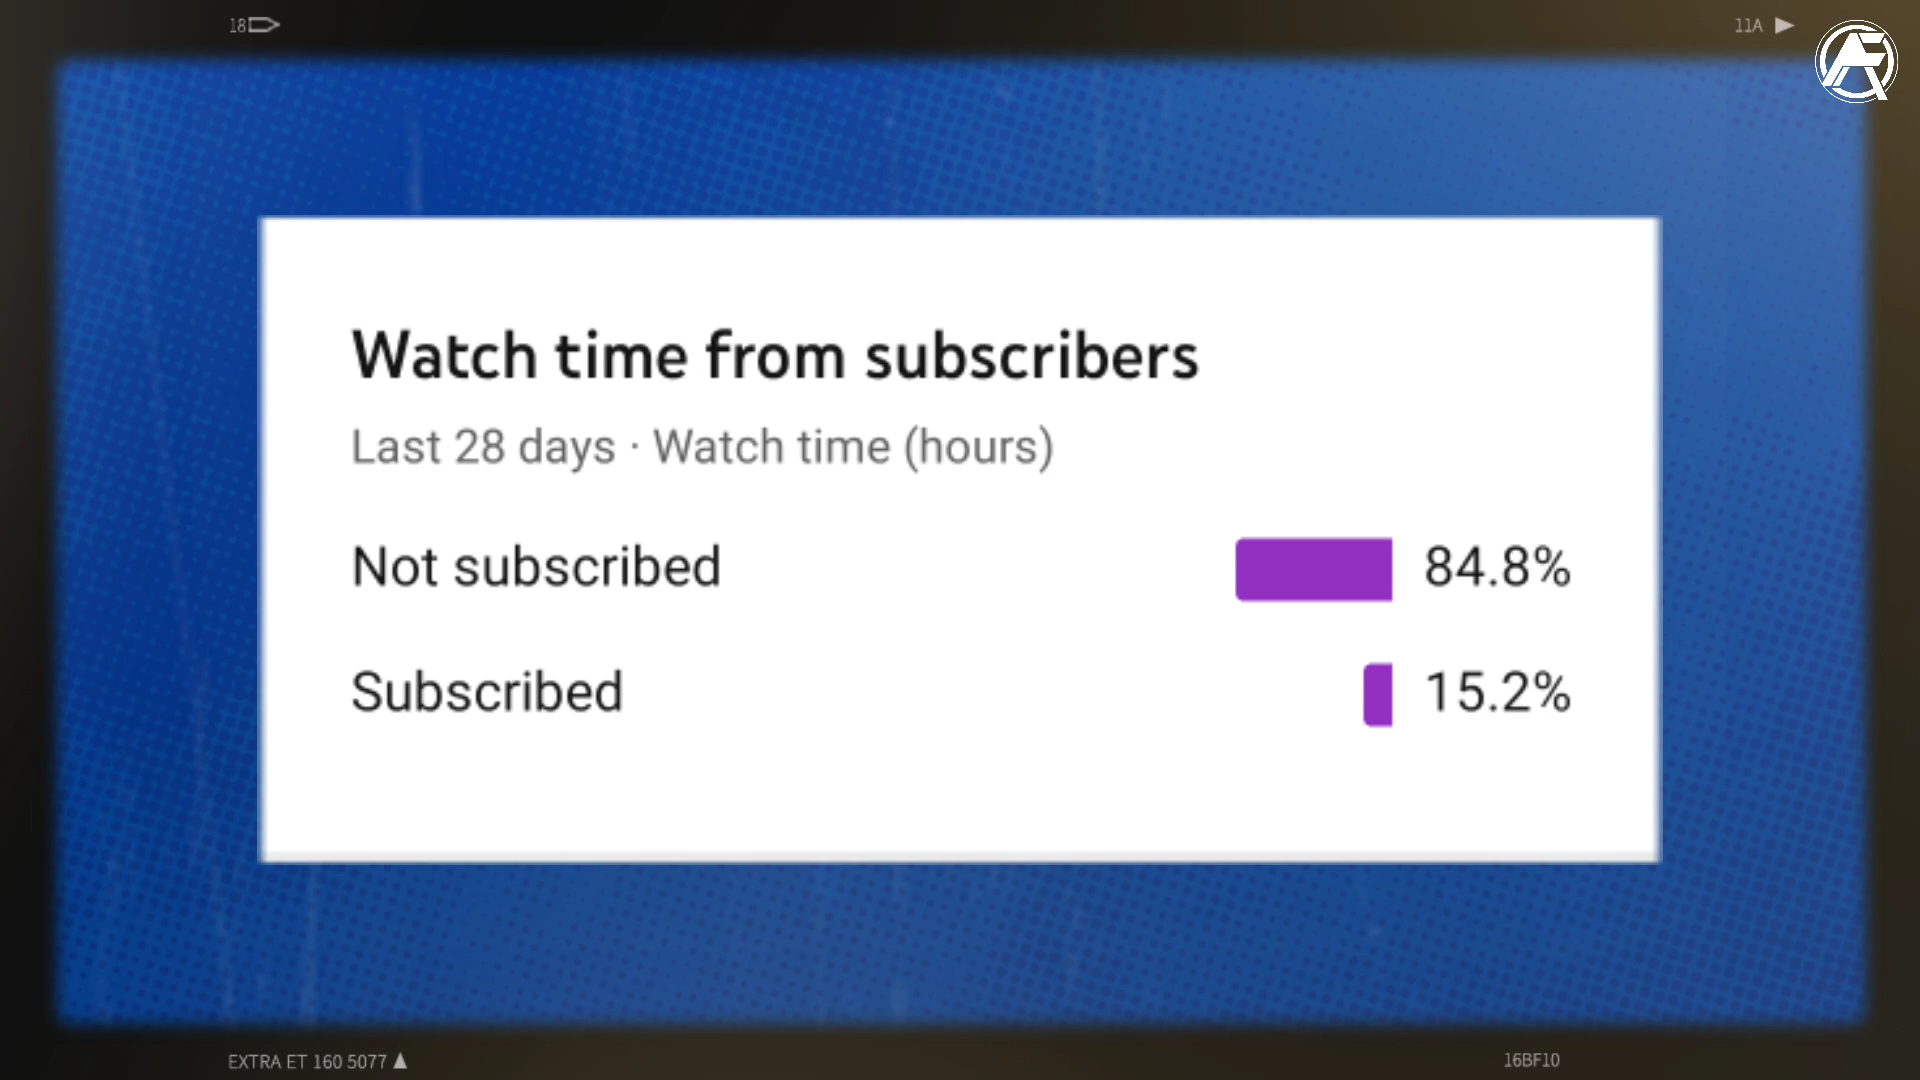 18
11A
Watch time from subscribers
Last 28 days · Watch time (hours)
Not subscribed 84.8%
Subscribed 15.2%
EXTRA ET 160 5077
16BF10